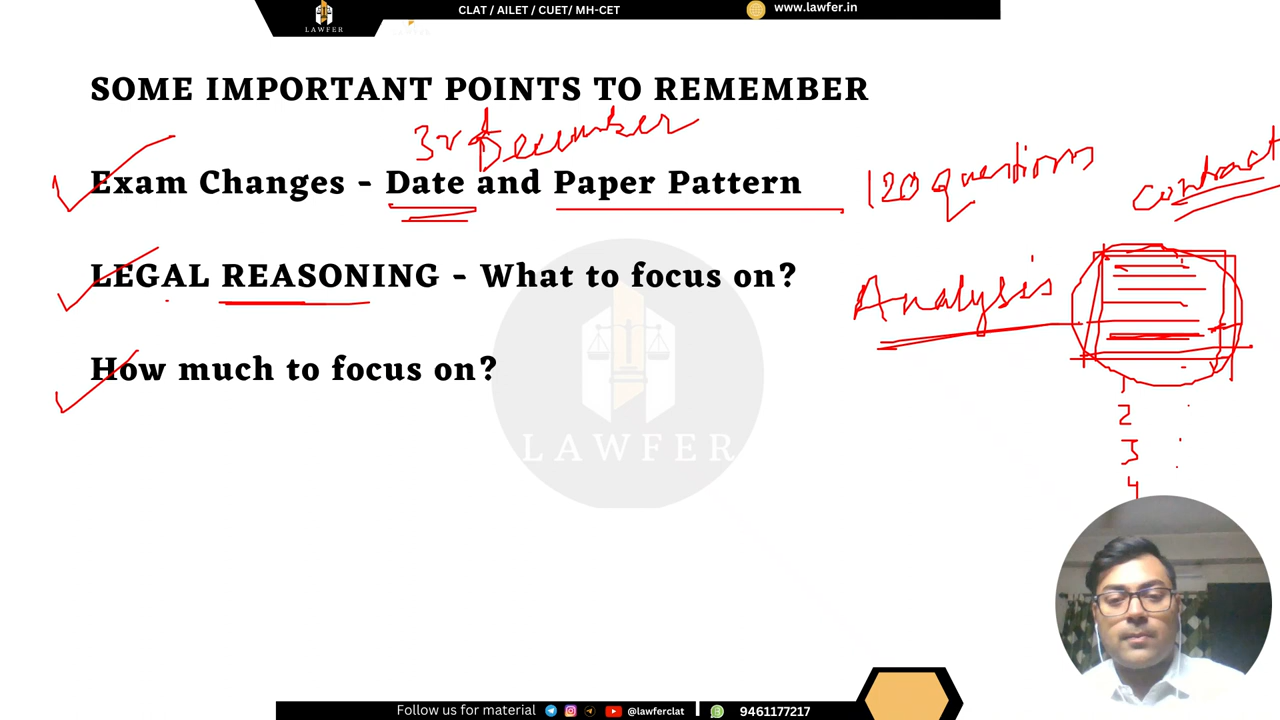 CLAT / AILET / CUET/ MH-CET
www.lawfer.in
LAWFER
SOME IMPORTANT POINTS TO REMEMBER
3rd December
Exam Changes - Date and Paper Pattern
120 questions
Contract
LEGAL REASONING - What to focus on?
Analysis
How much to focus on?
LAWFER
1
2
3
4
Follow us for material @lawferclat 9461177217